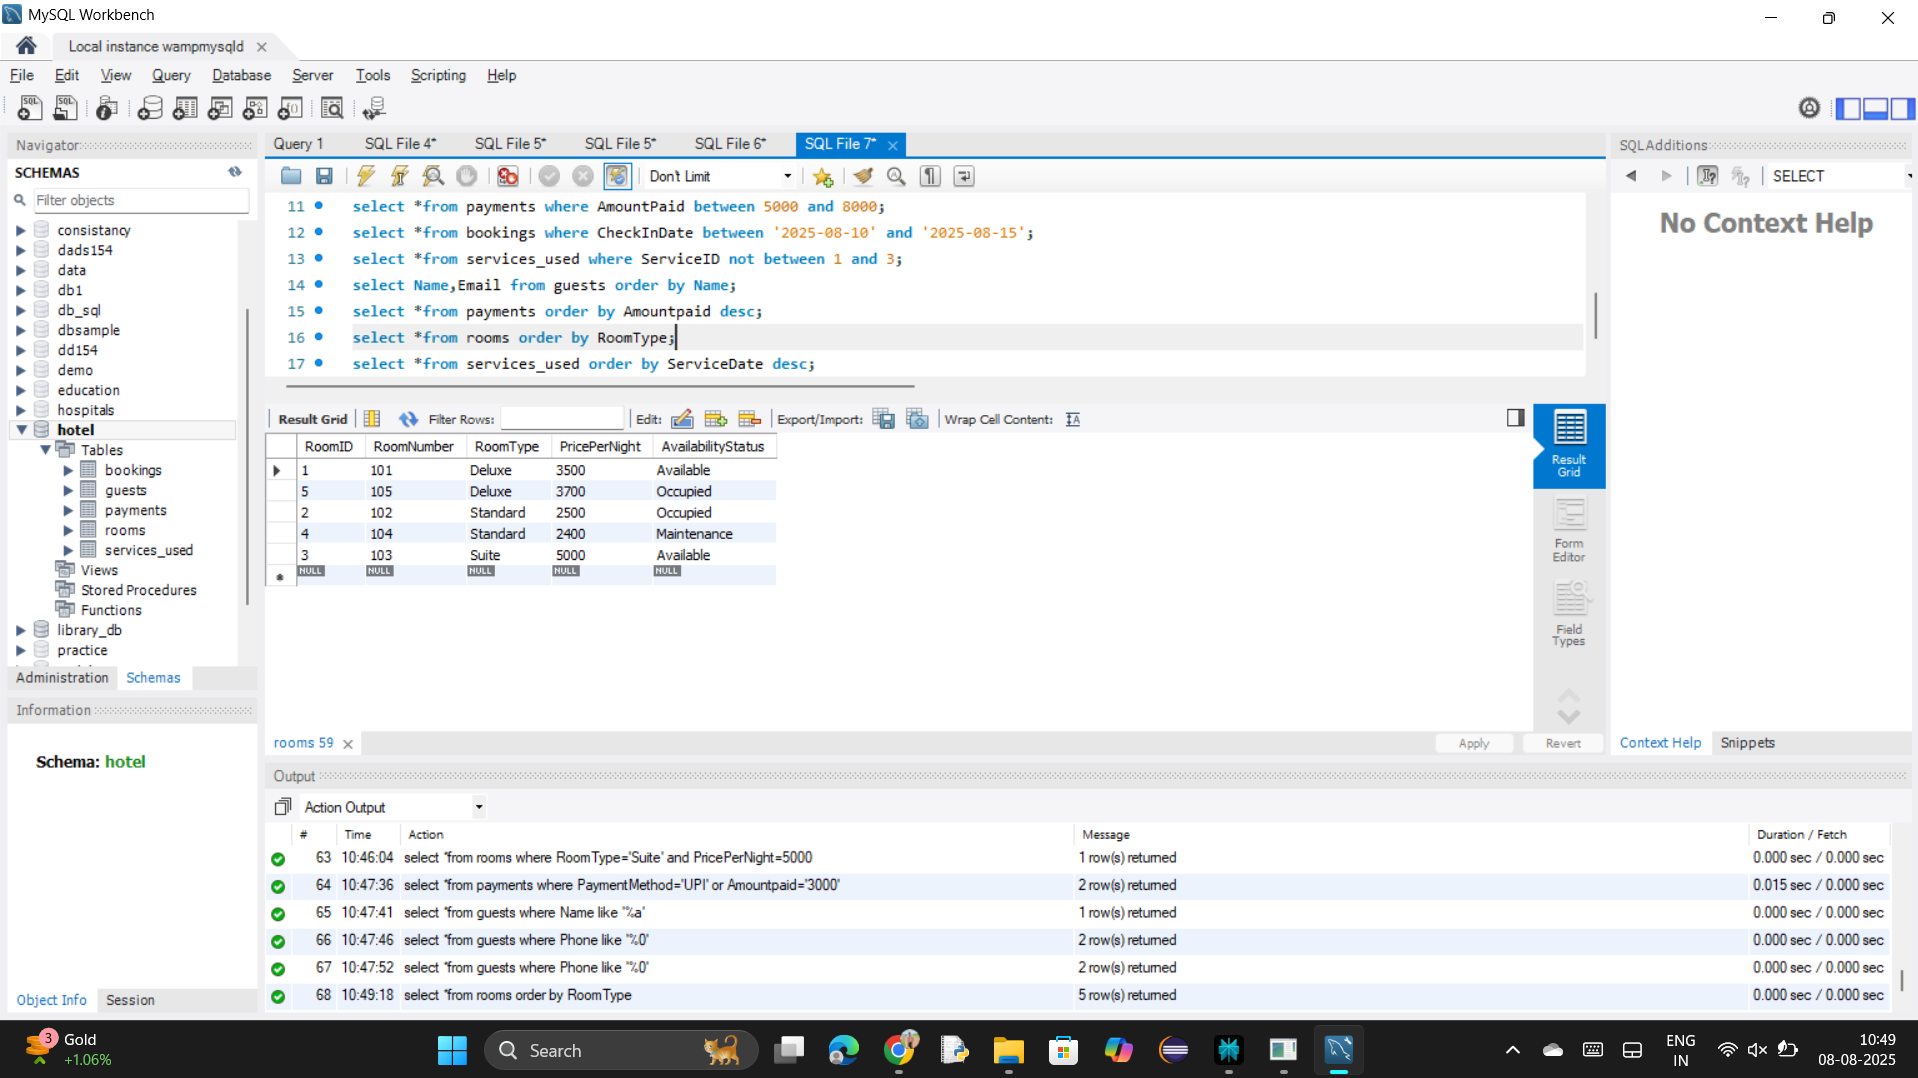 MySQL Workbench
Local instance wampmysqld
File Edit View Query Database Server Tools Scripting Help
Navigator
SCHEMAS
Filter objects
consistancy
dads154
data
db1
db_sql
dbsample
dd154
demo
education
hospitals
hotel
Tables
bookings
guests
payments
rooms
services_used
Views
Stored Procedures
Functions
library_db
practice
Administration Schemas
Information
Schema: hotel
Object Info Session
Query 1 SQL File 4* SQL File 5* SQL File 5* SQL File 6* SQL File 7*
Don't Limit
11 select *from payments where AmountPaid between 5000 and 8000;
12 select *from bookings where CheckInDate between '2025-08-10' and '2025-08-15';
13 select *from services_used where ServiceID not between 1 and 3;
14 select Name,Email from guests order by Name;
15 select *from payments order by Amountpaid desc;
16 select *from rooms order by RoomType;
17 select *from services_used order by ServiceDate desc;
Result Grid Filter Rows: Edit: Export/Import: Wrap Cell Content:
RoomID RoomNumber RoomType PricePerNight AvailabilityStatus
1 101 Deluxe 3500 Available
5 105 Deluxe 3700 Occupied
2 102 Standard 2500 Occupied
4 104 Standard 2400 Maintenance
3 103 Suite 5000 Available
NULL NULL NULL NULL NULL
Result
Grid
Form
Editor
Field
Types
rooms 59
Apply Revert
SQLAdditions
SELECT
No Context Help
Context Help Snippets
Output
Action Output
# Time Action Message Duration / Fetch
63 10:46:04 select *from rooms where RoomType='Suite' and PricePerNight=5000 1 row(s) returned 0.000 sec / 0.000 sec
64 10:47:36 select *from payments where PaymentMethod='UPI' or Amountpaid='3000' 2 row(s) returned 0.015 sec / 0.000 sec
65 10:47:41 select *from guests where Name like '%a' 1 row(s) returned 0.000 sec / 0.000 sec
66 10:47:46 select *from guests where Phone like '%0' 2 row(s) returned 0.000 sec / 0.000 sec
67 10:47:52 select *from guests where Phone like '%0' 2 row(s) returned 0.000 sec / 0.000 sec
68 10:49:18 select *from rooms order by RoomType 5 row(s) returned 0.000 sec / 0.000 sec
3
Gold
+1.06%
Search
ENG
IN
10:49
08-08-2025